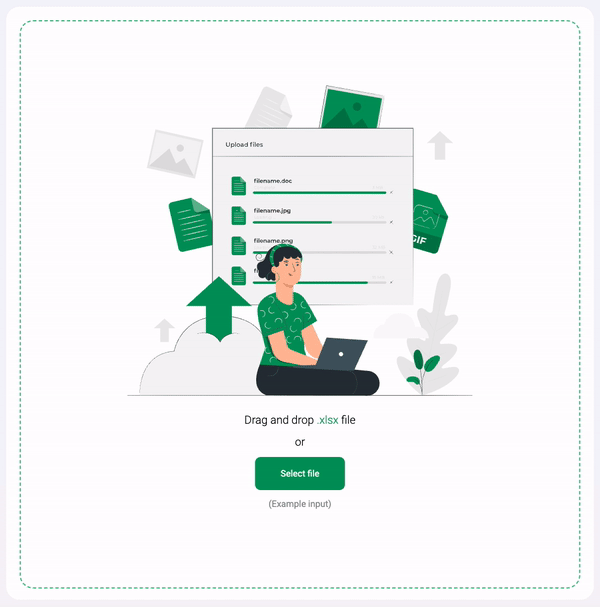 Upload files
filename.doc
filename.jpg
filename.png
GIF
Drag and drop .xlsx file
or
Select file
(Example input)